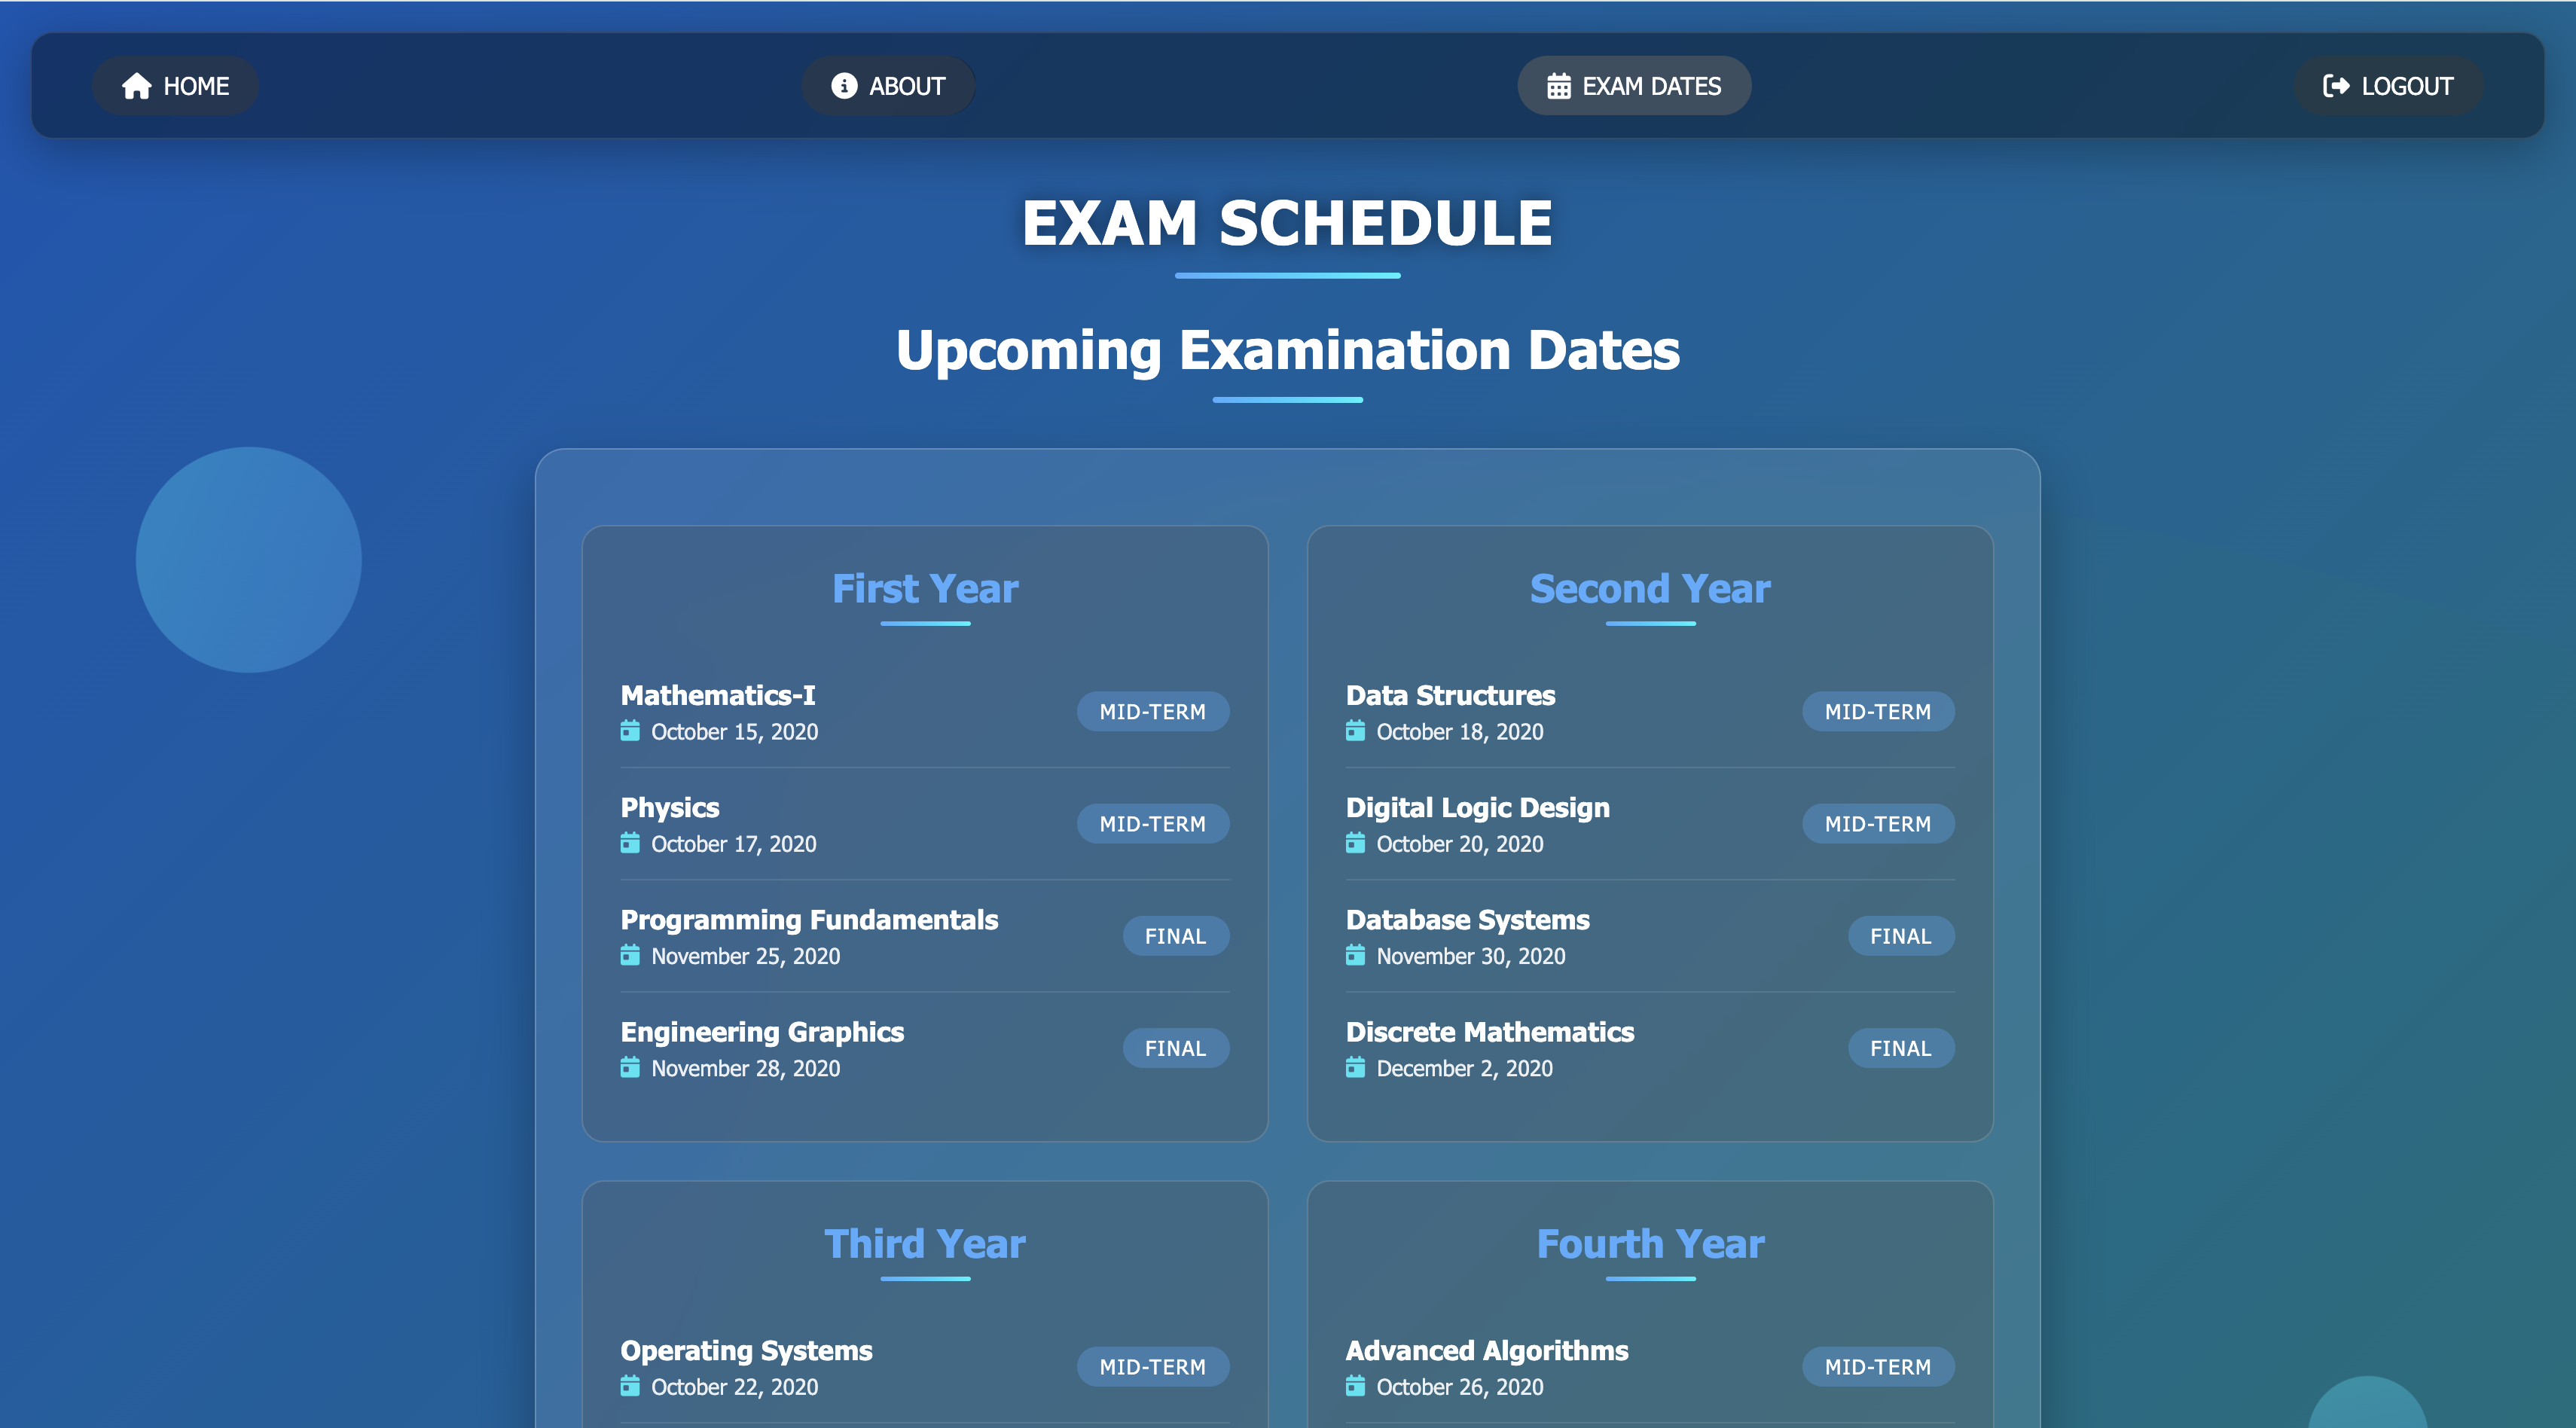 HOME
ABOUT
EXAM DATES
LOGOUT
EXAM SCHEDULE
Upcoming Examination Dates
First Year
Mathematics-I
October 15, 2020
MID-TERM
Physics
October 17, 2020
MID-TERM
Programming Fundamentals
November 25, 2020
FINAL
Engineering Graphics
November 28, 2020
FINAL
Second Year
Data Structures
October 18, 2020
MID-TERM
Digital Logic Design
October 20, 2020
MID-TERM
Database Systems
November 30, 2020
FINAL
Discrete Mathematics
December 2, 2020
FINAL
Third Year
Operating Systems
October 22, 2020
MID-TERM
Fourth Year
Advanced Algorithms
October 26, 2020
MID-TERM